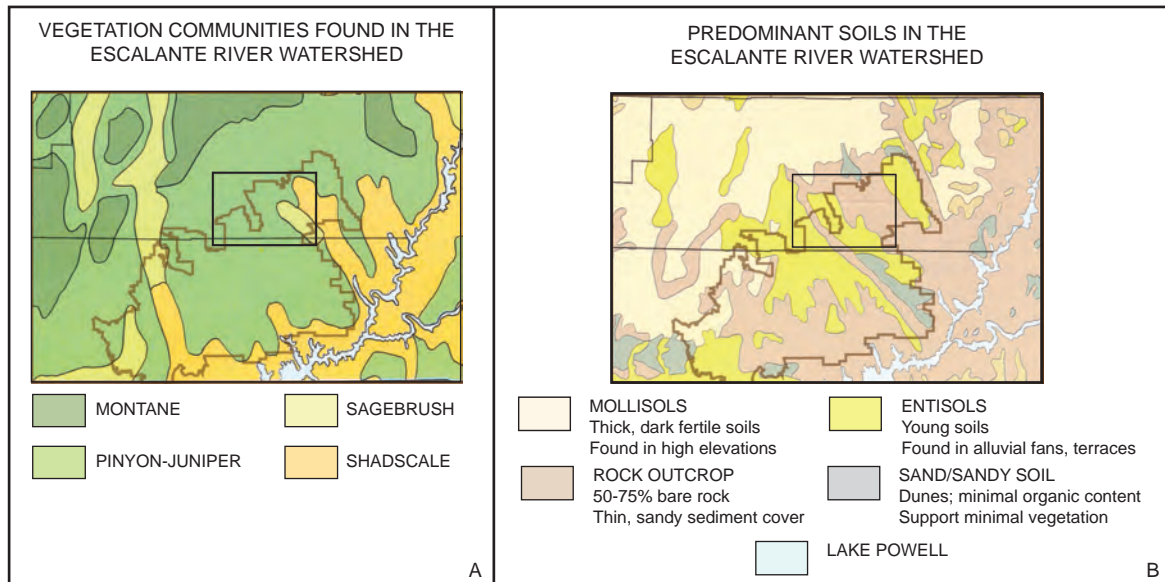 VEGETATION COMMUNITIES FOUND IN THE
ESCALANTE RIVER WATERSHED
MONTANE
SAGEBRUSH
PINYON-JUNIPER
SHADSCALE
A
PREDOMINANT SOILS IN THE
ESCALANTE RIVER WATERSHED
MOLLISOLS
Thick, dark fertile soils
Found in high elevations
ENTISOLS
Young soils
Found in alluvial fans, terraces
ROCK OUTCROP
50-75% bare rock
Thin, sandy sediment cover
SAND/SANDY SOIL
Dunes; minimal organic content
Support minimal vegetation
LAKE POWELL
B